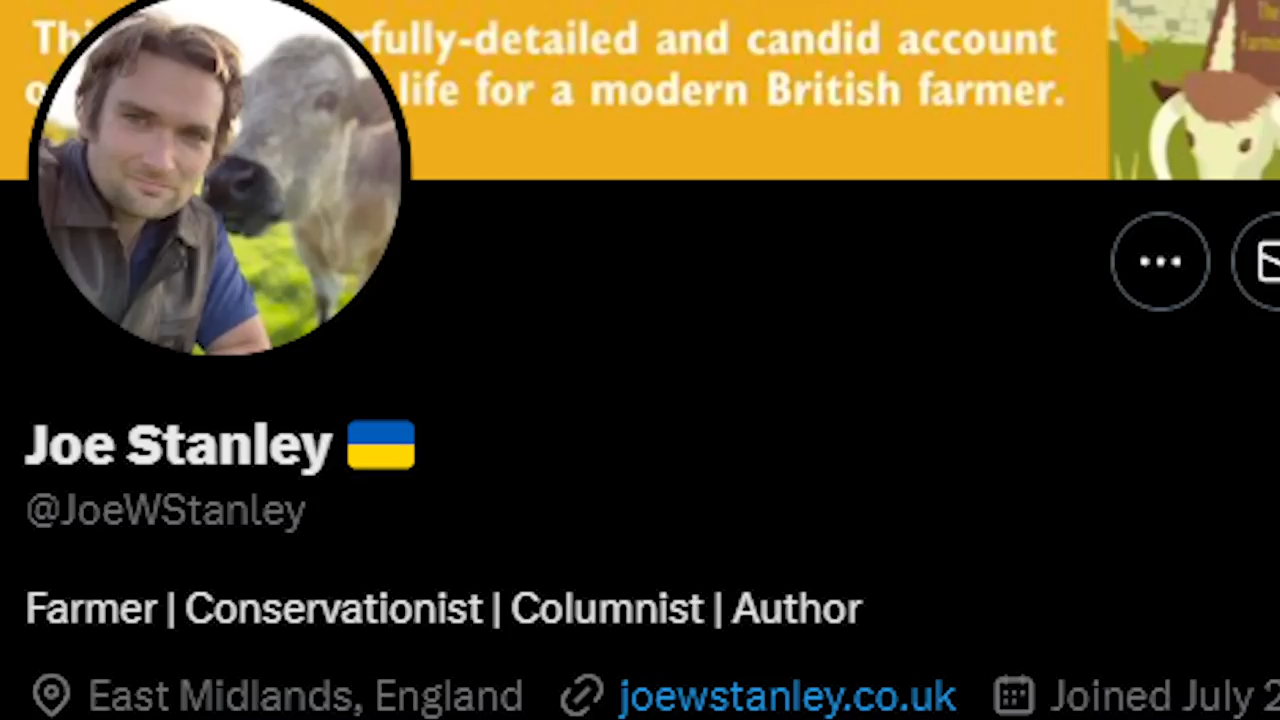 fully-detailed and candid account
life for a modern British farmer.
Joe Stanley
@JoeWStanley
Farmer | Conservationist | Columnist | Author
East Midlands, England joewstanley.co.uk Joined July